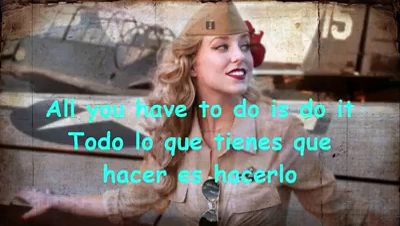 15
All you have to do is do it
Todo lo que tienes que
hacer es hacerlo